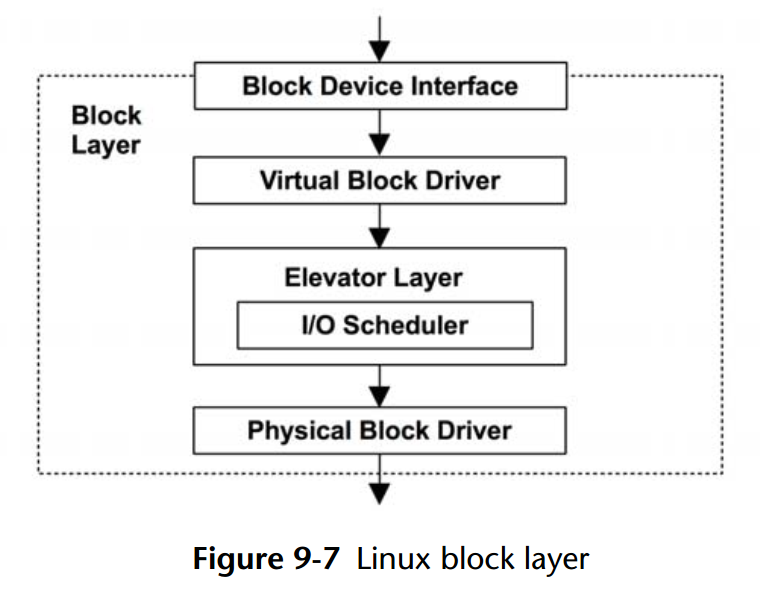 Block Device Interface
Block
Layer
Virtual Block Driver
Elevator Layer
I/O Scheduler
Physical Block Driver
Figure 9-7 Linux block layer